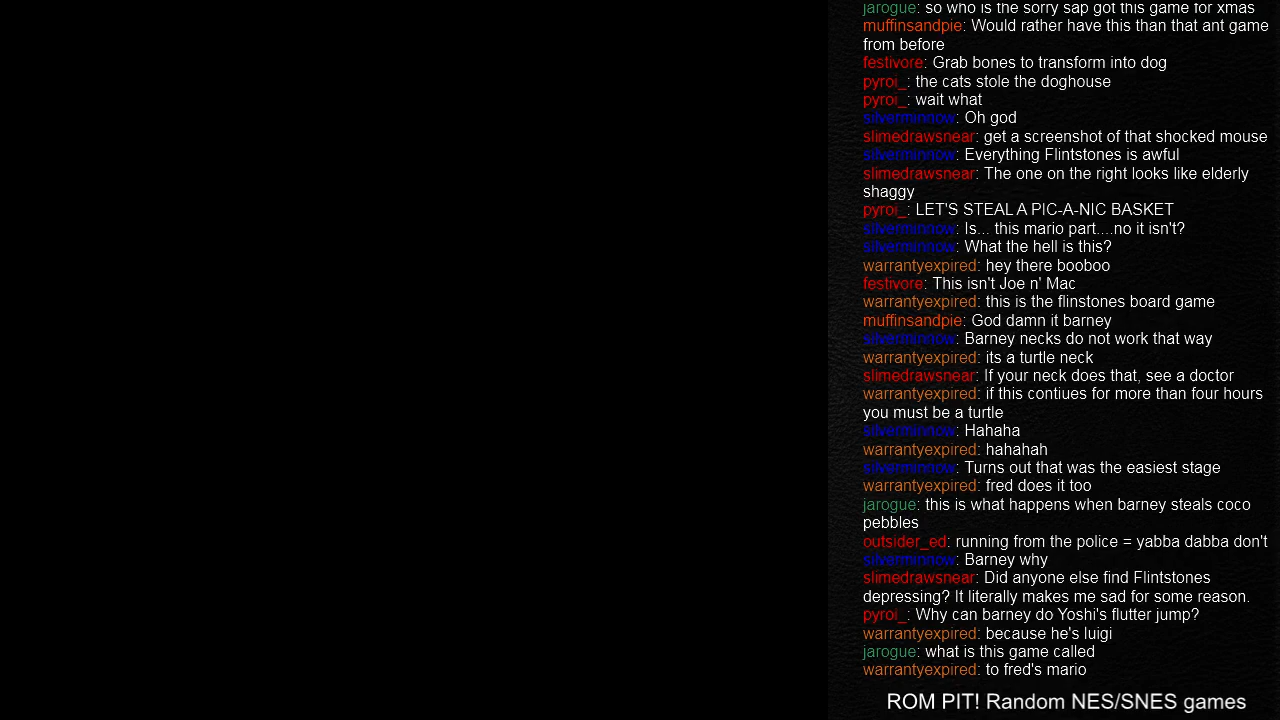 jarogue: so who is the sorry sap got this game for xmas
muffinsandpie: Would rather have this than that ant game
from before
festivore: Grab bones to transform into dog
pyroi_: the cats stole the doghouse
pyroi_: wait what
silverminnow: Oh god
slimedrawsnear: get a screenshot of that shocked mouse
silverminnow: Everything Flintstones is awful
slimedrawsnear: The one on the right looks like elderly
shaggy
pyroi_: LET'S STEAL A PIC-A-NIC BASKET
silverminnow: Is... this mario part....no it isn't?
silverminnow: What the hell is this?
warrantyexpired: hey there booboo
festivore: This isn't Joe n' Mac
warrantyexpired: this is the flinstones board game
muffinsandpie: God damn it barney
silverminnow: Barney necks do not work that way
warrantyexpired: its a turtle neck
slimedrawsnear: If your neck does that, see a doctor
warrantyexpired: if this contiues for more than four hours
you must be a turtle
silverminnow: Hahaha
warrantyexpired: hahahah
silverminnow: Turns out that was the easiest stage
warrantyexpired: fred does it too
jarogue: this is what happens when barney steals coco
pebbles
outsider_ed: running from the police = yabba dabba don't
silverminnow: Barney why
slimedrawsnear: Did anyone else find Flintstones
depressing? It literally makes me sad for some reason.
pyroi_: Why can barney do Yoshi's flutter jump?
warrantyexpired: because he's luigi
jarogue: what is this game called
warrantyexpired: to fred's mario
ROM PIT! Random NES/SNES games